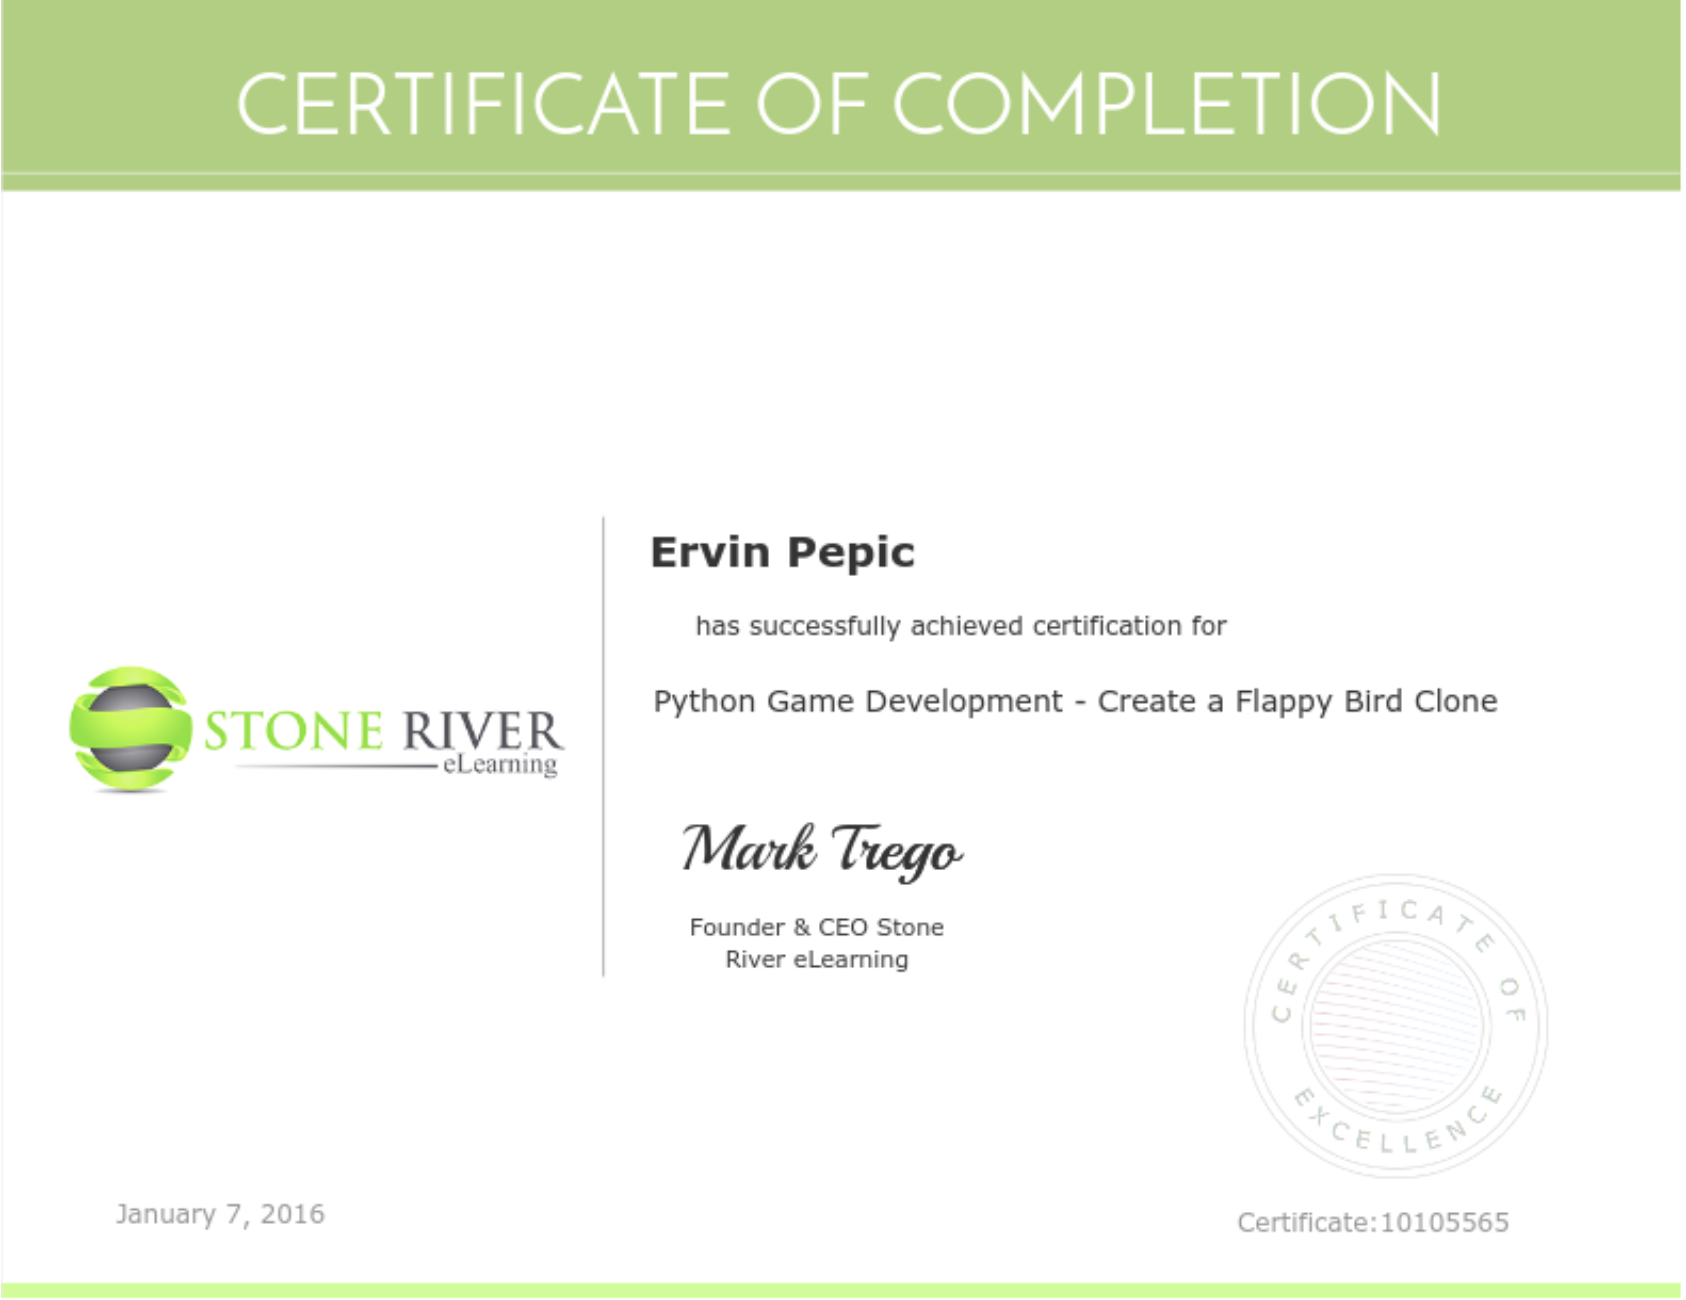 CERTIFICATE OF COMPLETION
Ervin Pepic
has successfully achieved certification for
Python Game Development - Create a Flappy Bird Clone
STONE RIVER
eLearning
Mark Trego
Founder & CEO Stone
River eLearning
CERTIFICATE OF
EXCELLENCE
January 7, 2016
Certificate:10105565